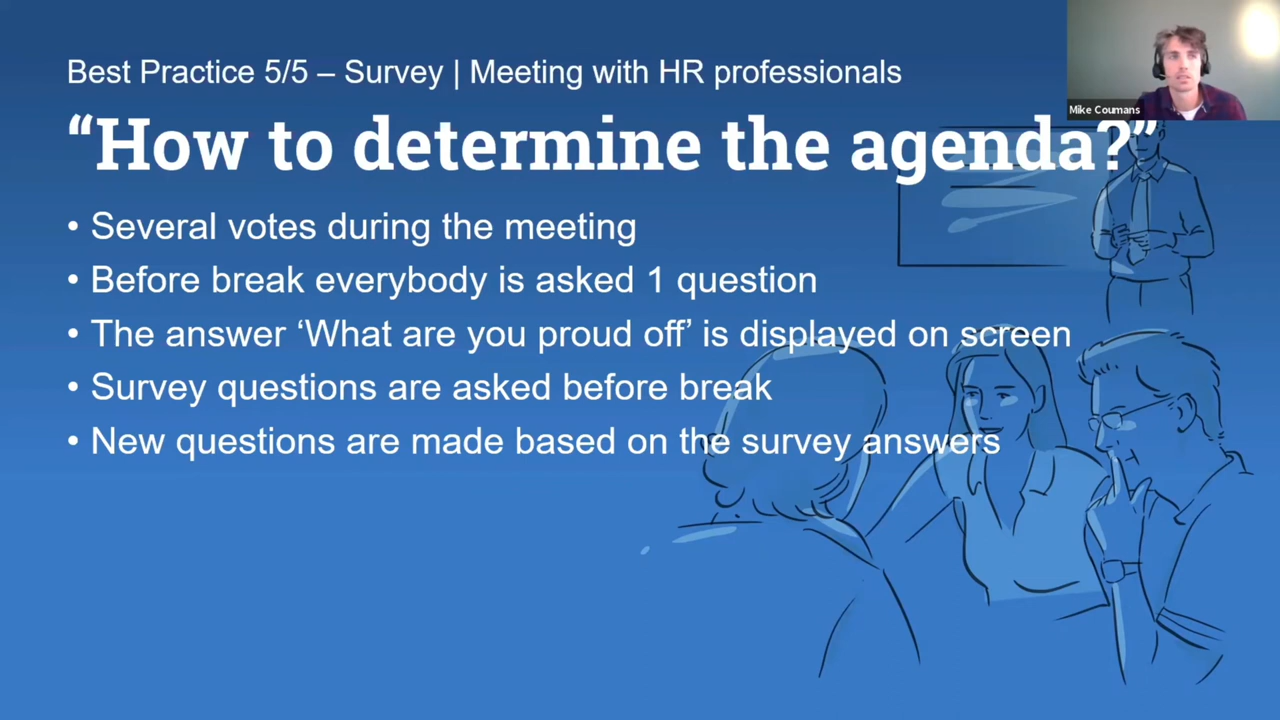 Best Practice 5/5 – Survey | Meeting with HR professionals
Mike Coumans
“How to determine the agenda?”
• Several votes during the meeting
• Before break everybody is asked 1 question
• The answer ‘What are you proud off’ is displayed on screen
• Survey questions are asked before break
• New questions are made based on the survey answers